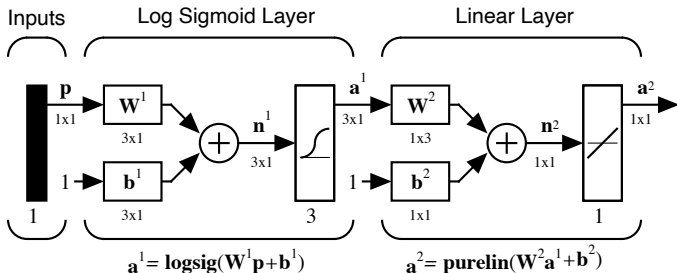 Inputs Log Sigmoid Layer Linear Layer
p a¹ a²
W¹ W²
1x1 3x1 1x1
3x1 n¹ 1x3 n²
3x1 1x1
1 b¹ 1 b²
1 3x1 3 1x1 1
a¹ = logsig(W¹p+b¹) a² = purelin(W²a¹+b²)